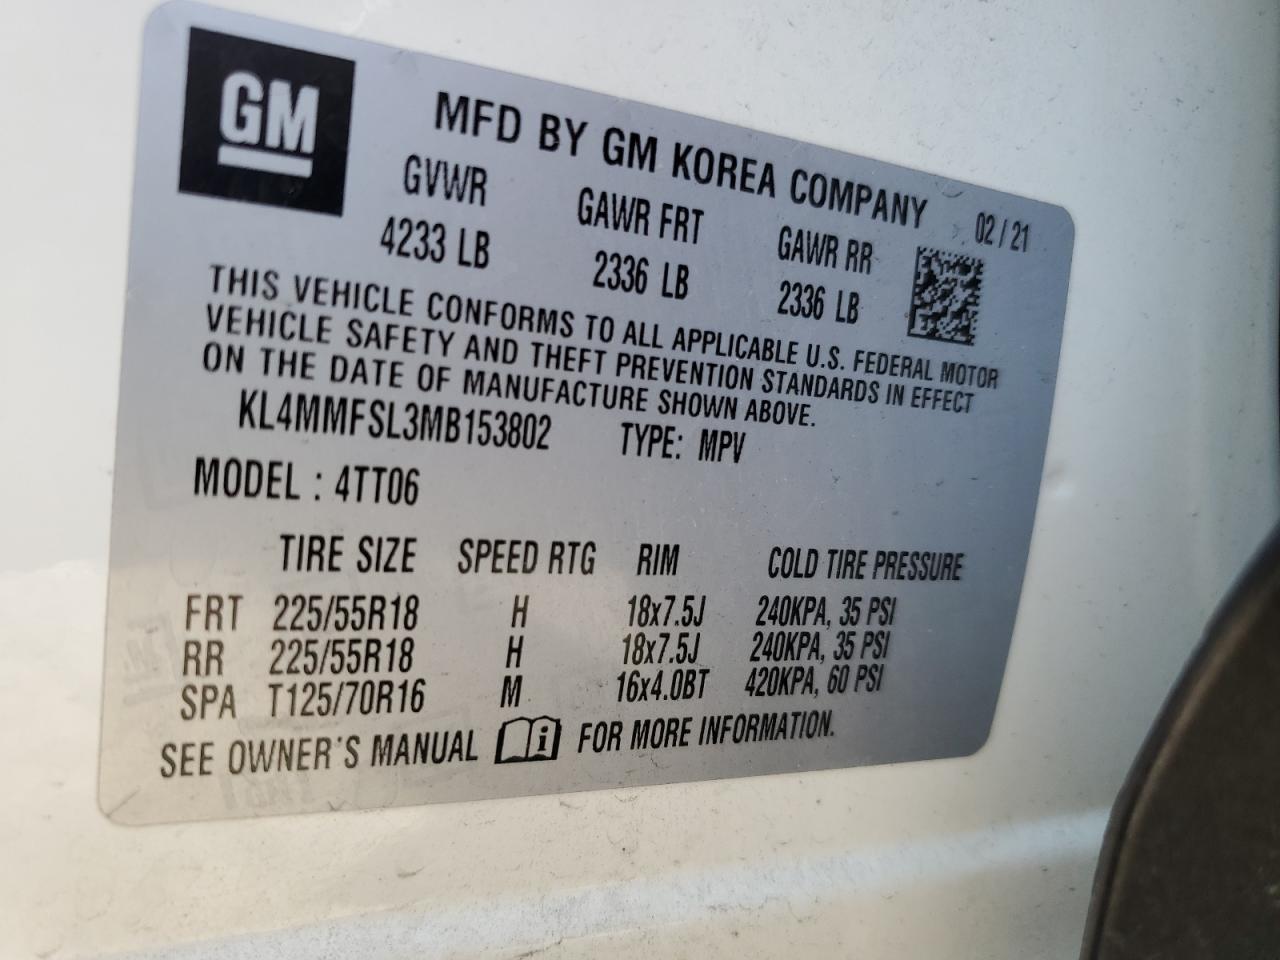 GM
MFD BY GM KOREA COMPANY 02/21
GVWR GAWR FRT GAWR RR
4233 LB 2336 LB 2336 LB
THIS VEHICLE CONFORMS TO ALL APPLICABLE U.S. FEDERAL MOTOR
VEHICLE SAFETY AND THEFT PREVENTION STANDARDS IN EFFECT
ON THE DATE OF MANUFACTURE SHOWN ABOVE.
KL4MMFSL3MB153802 TYPE: MPV
MODEL : 4TT06
TIRE SIZE SPEED RTG RIM COLD TIRE PRESSURE
FRT 225/55R18 H 18x7.5J 240KPA, 35 PSI
RR 225/55R18 H 18x7.5J 240KPA, 35 PSI
SPA T125/70R16 M 16x4.0BT 420KPA, 60 PSI
SEE OWNER'S MANUAL i FOR MORE INFORMATION.